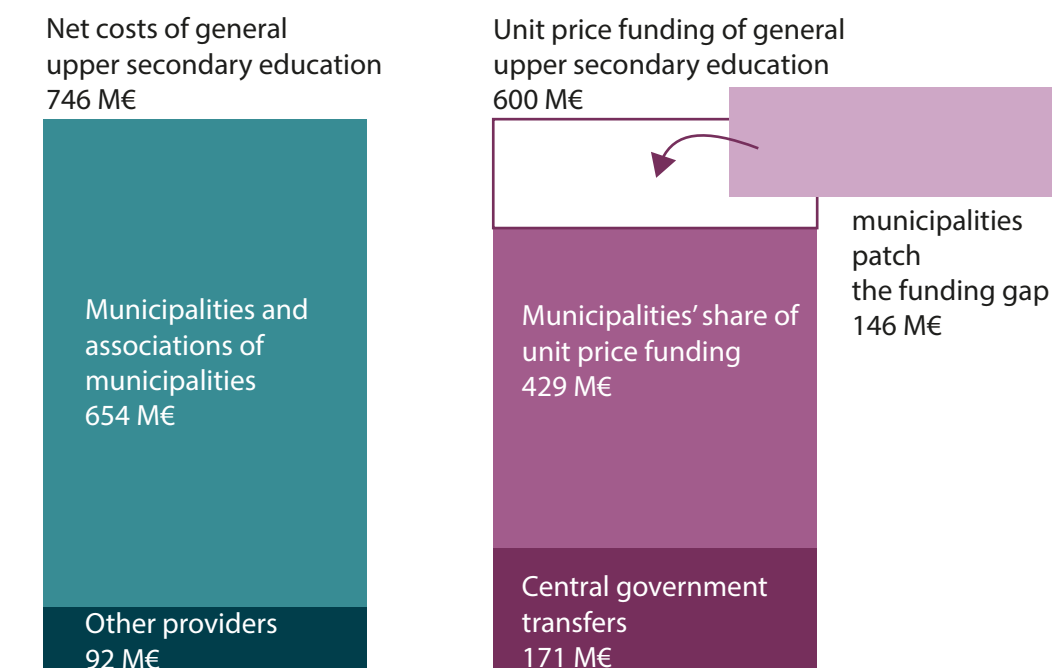 Net costs of general
upper secondary education
746 M€
Municipalities and
associations of
municipalities
654 M€
Other providers
92 M€
Unit price funding of general
upper secondary education
600 M€
municipalities
patch
the funding gap
146 M€
Municipalities’ share of
unit price funding
429 M€
Central government
transfers
171 M€